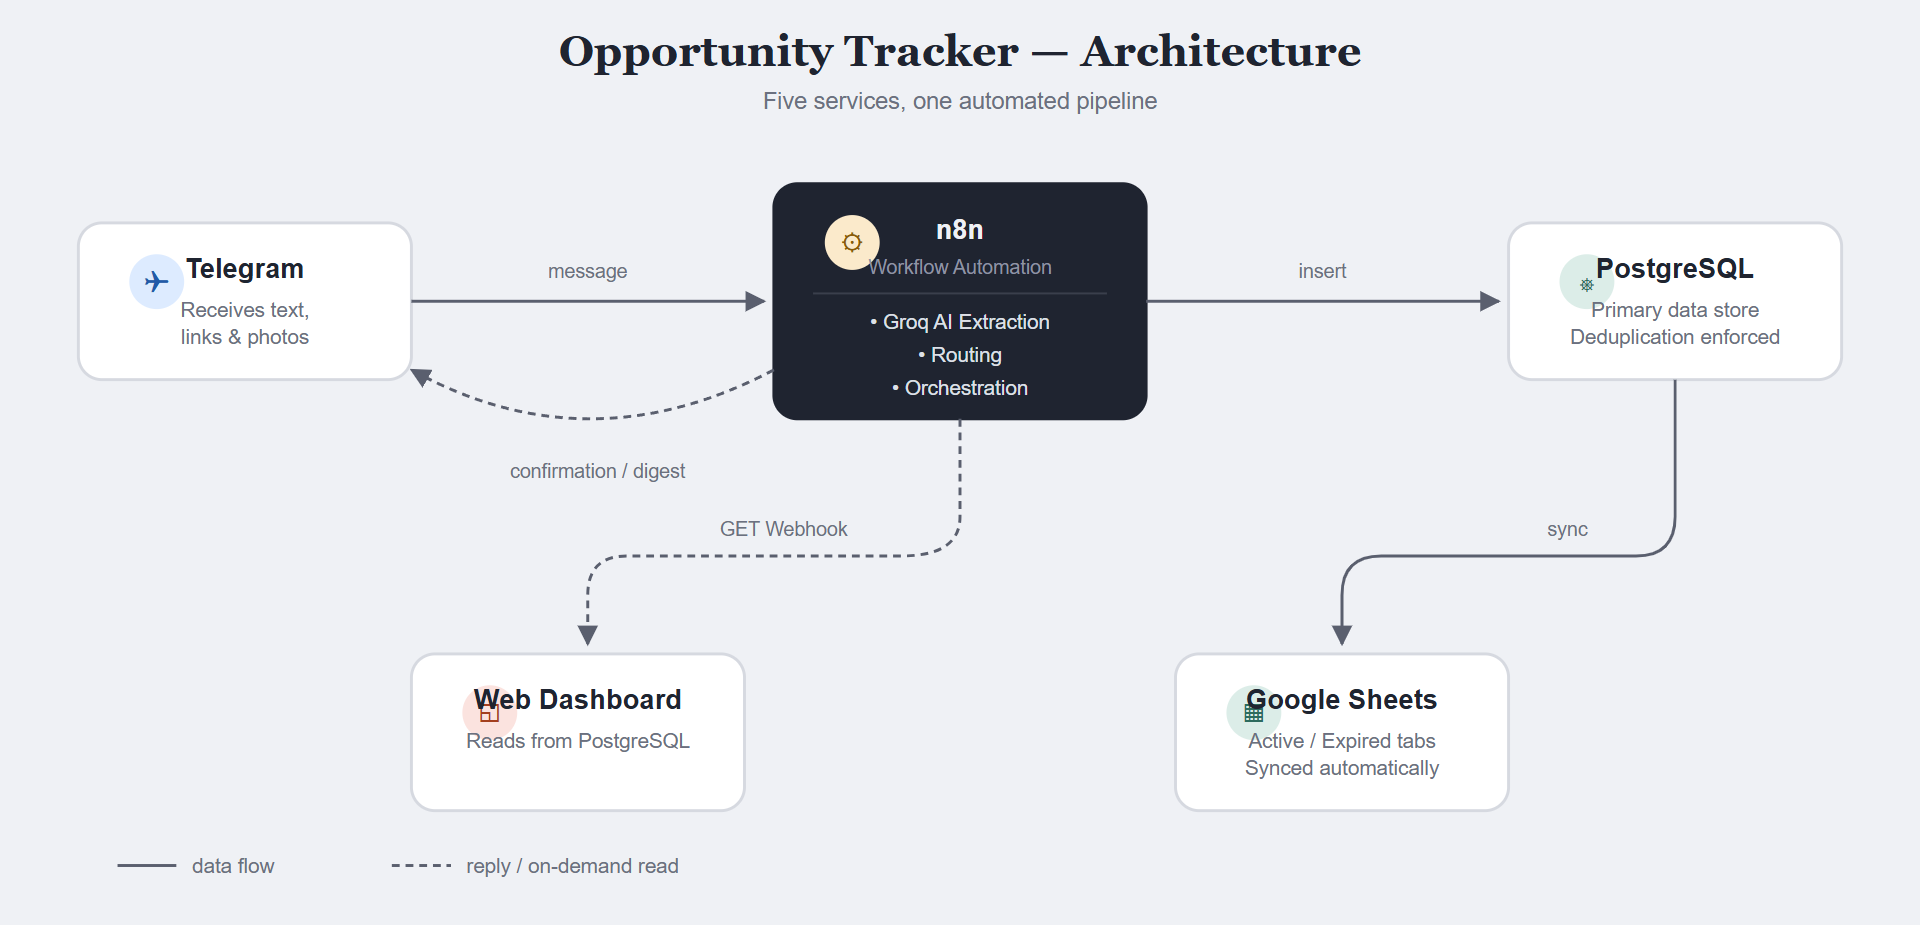 Opportunity Tracker — Architecture
Five services, one automated pipeline
Telegram
Receives text,
links & photos
message
n8n
Workflow Automation
• Groq AI Extraction
• Routing
• Orchestration
insert
PostgreSQL
Primary data store
Deduplication enforced
confirmation / digest
GET Webhook
sync
Web Dashboard
Reads from PostgreSQL
Google Sheets
Active / Expired tabs
Synced automatically
data flow
reply / on-demand read